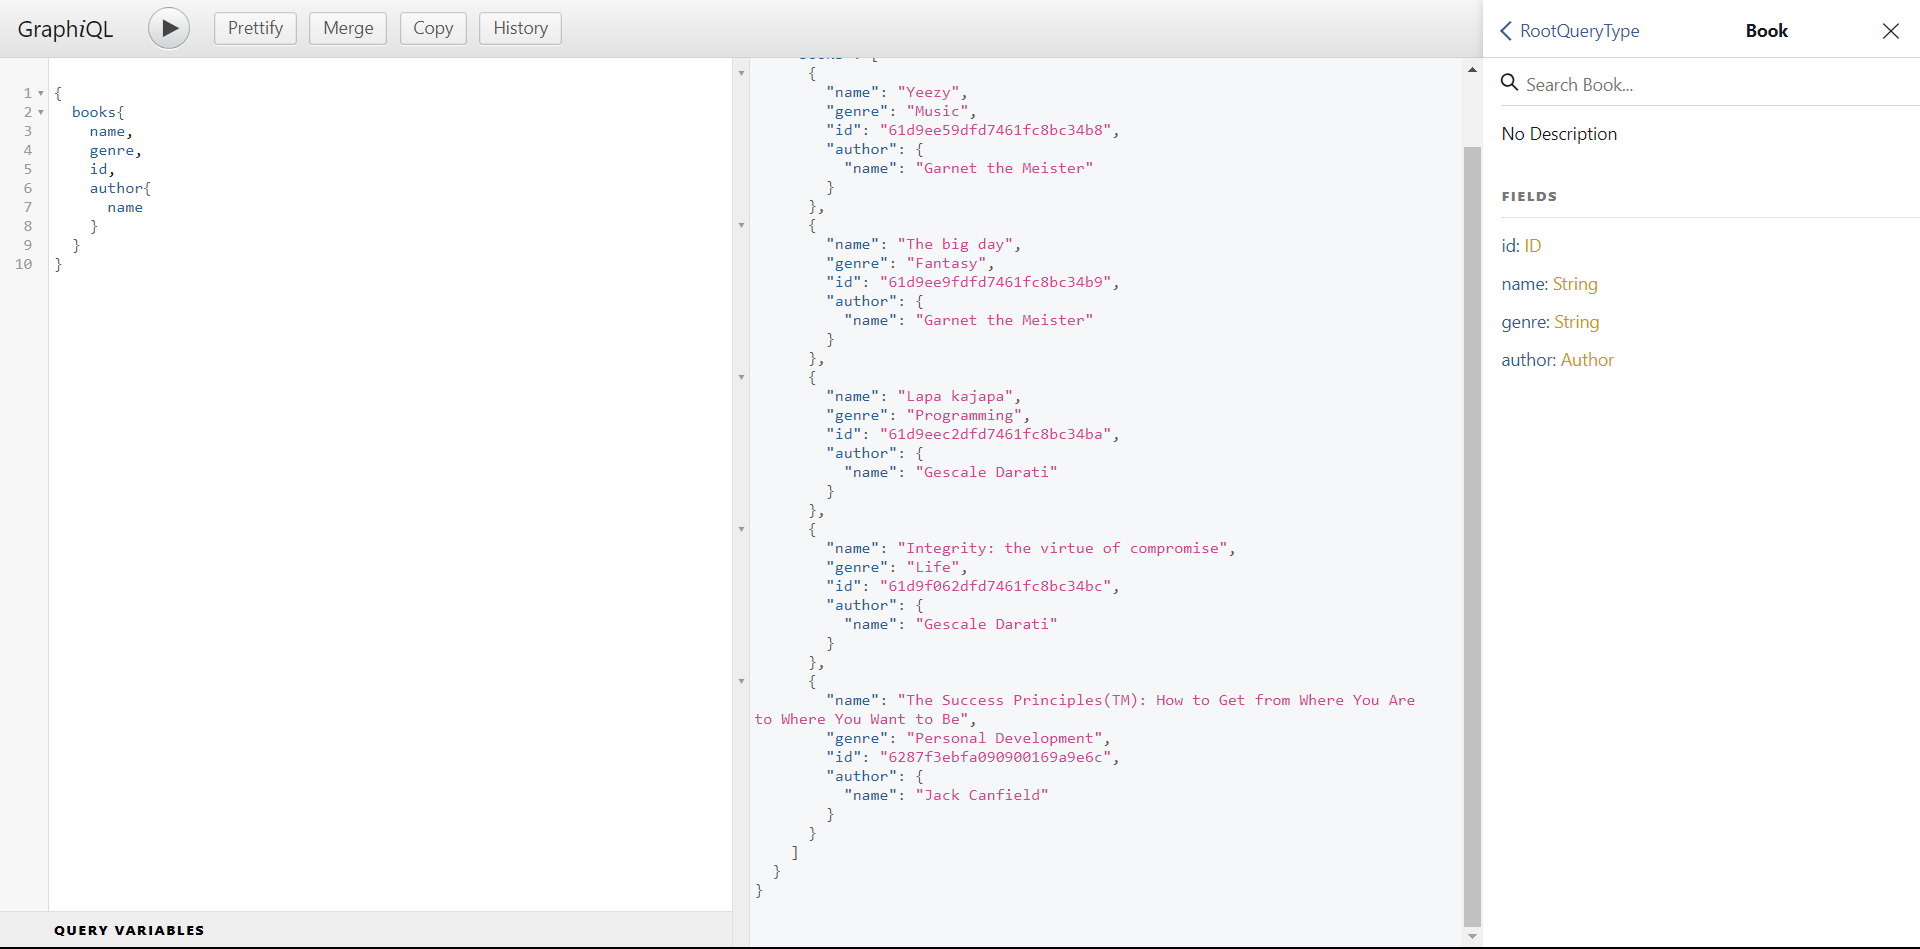 GraphiQL
Prettify
Merge
Copy
History
1 {
2 books{
3 name,
4 genre,
5 id,
6 author{
7 name
8 }
9 }
10 }
QUERY VARIABLES
{
"name": "Yeezy",
"genre": "Music",
"id": "61d9ee59dfd7461fc8bc34b8",
"author": {
"name": "Garnet the Meister"
}
},
{
"name": "The big day",
"genre": "Fantasy",
"id": "61d9ee9fdfd7461fc8bc34b9",
"author": {
"name": "Garnet the Meister"
}
},
{
"name": "Lapa kajapa",
"genre": "Programming",
"id": "61d9eec2dfd7461fc8bc34ba",
"author": {
"name": "Gescale Darati"
}
},
{
"name": "Integrity: the virtue of compromise",
"genre": "Life",
"id": "61d9f062dfd7461fc8bc34bc",
"author": {
"name": "Gescale Darati"
}
},
{
"name": "The Success Principles(TM): How to Get from Where You Are
to Where You Want to Be",
"genre": "Personal Development",
"id": "6287f3ebfa090900169a9e6c",
"author": {
"name": "Jack Canfield"
}
}
]
}
}
RootQueryType
Book
Search Book...
No Description
FIELDS
id: ID
name: String
genre: String
author: Author